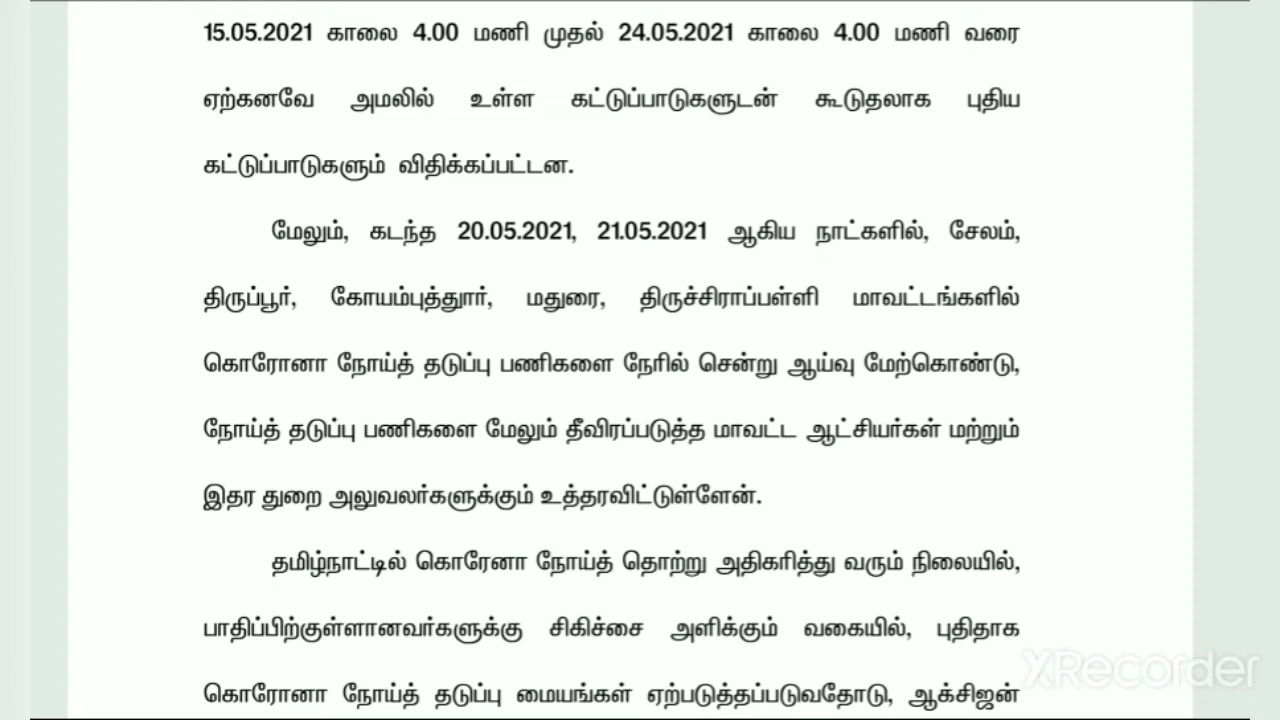 15.05.2021 காலை 4.00 மணி முதல் 24.05.2021 காலை 4.00 மணி வரை
ஏற்கனவே அமலில் உள்ள கட்டுப்பாடுகளுடன் கூடுதலாக புதிய
கட்டுப்பாடுகளும் விதிக்கப்பட்டன.
மேலும், கடந்த 20.05.2021, 21.05.2021 ஆகிய நாட்களில், சேலம்,
திருப்பூர், கோயம்புத்தூர், மதுரை, திருச்சிராப்பள்ளி மாவட்டங்களில்
கொரோனா நோய்த் தடுப்பு பணிகளை நேரில் சென்று ஆய்வு மேற்கொண்டு,
நோய்த் தடுப்பு பணிகளை மேலும் தீவிரப்படுத்த மாவட்ட ஆட்சியர்கள் மற்றும்
இதர துறை அலுவலர்களுக்கும் உத்தரவிட்டுள்ளேன்.
தமிழ்நாட்டில் கொரேனா நோய்த் தொற்று அதிகரித்து வரும் நிலையில்,
பாதிப்பிற்குள்ளானவர்களுக்கு சிகிச்சை அளிக்கும் வகையில், புதிதாக
கொரோனா நோய்த் தடுப்பு மையங்கள் ஏற்படுத்தப்படுவதோடு, ஆக்சிஜன்
XRecorder